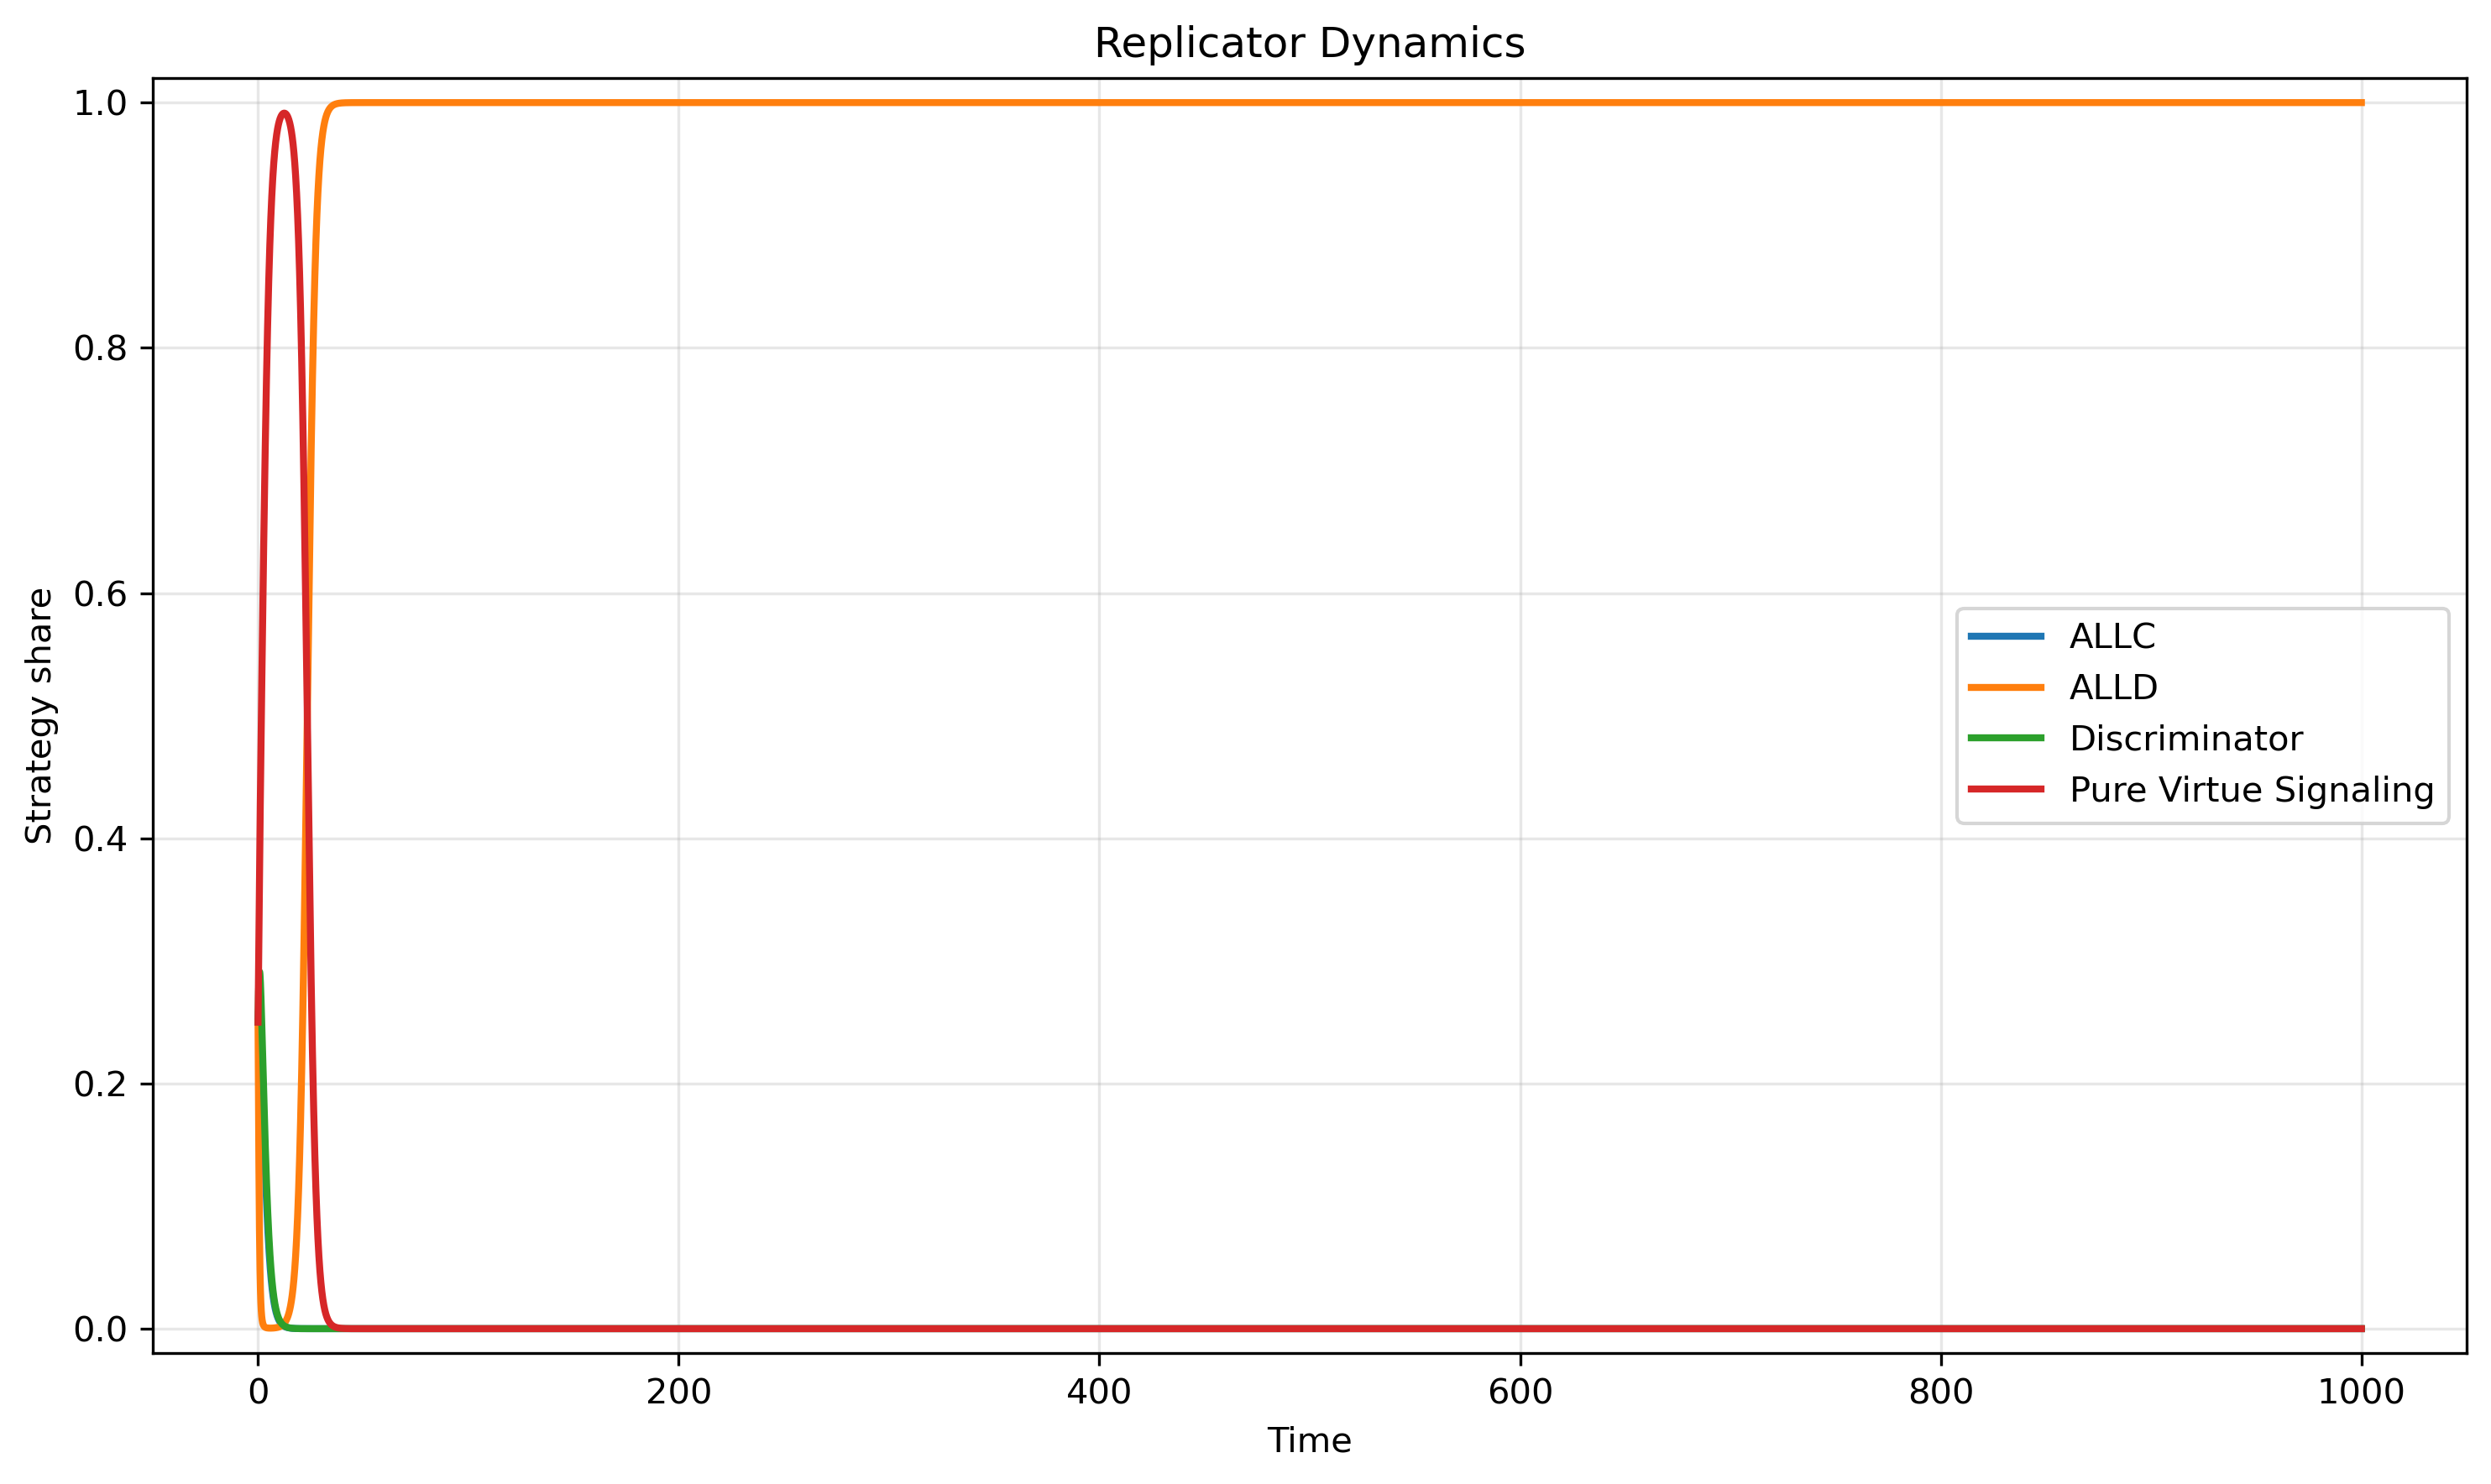 Replicator Dynamics
1.0
0.8
0.6
0.4
0.2
0.0
Strategy share
ALLC
ALLD
Discriminator
Pure Virtue Signaling
0 200 400 600 800 1000
Time